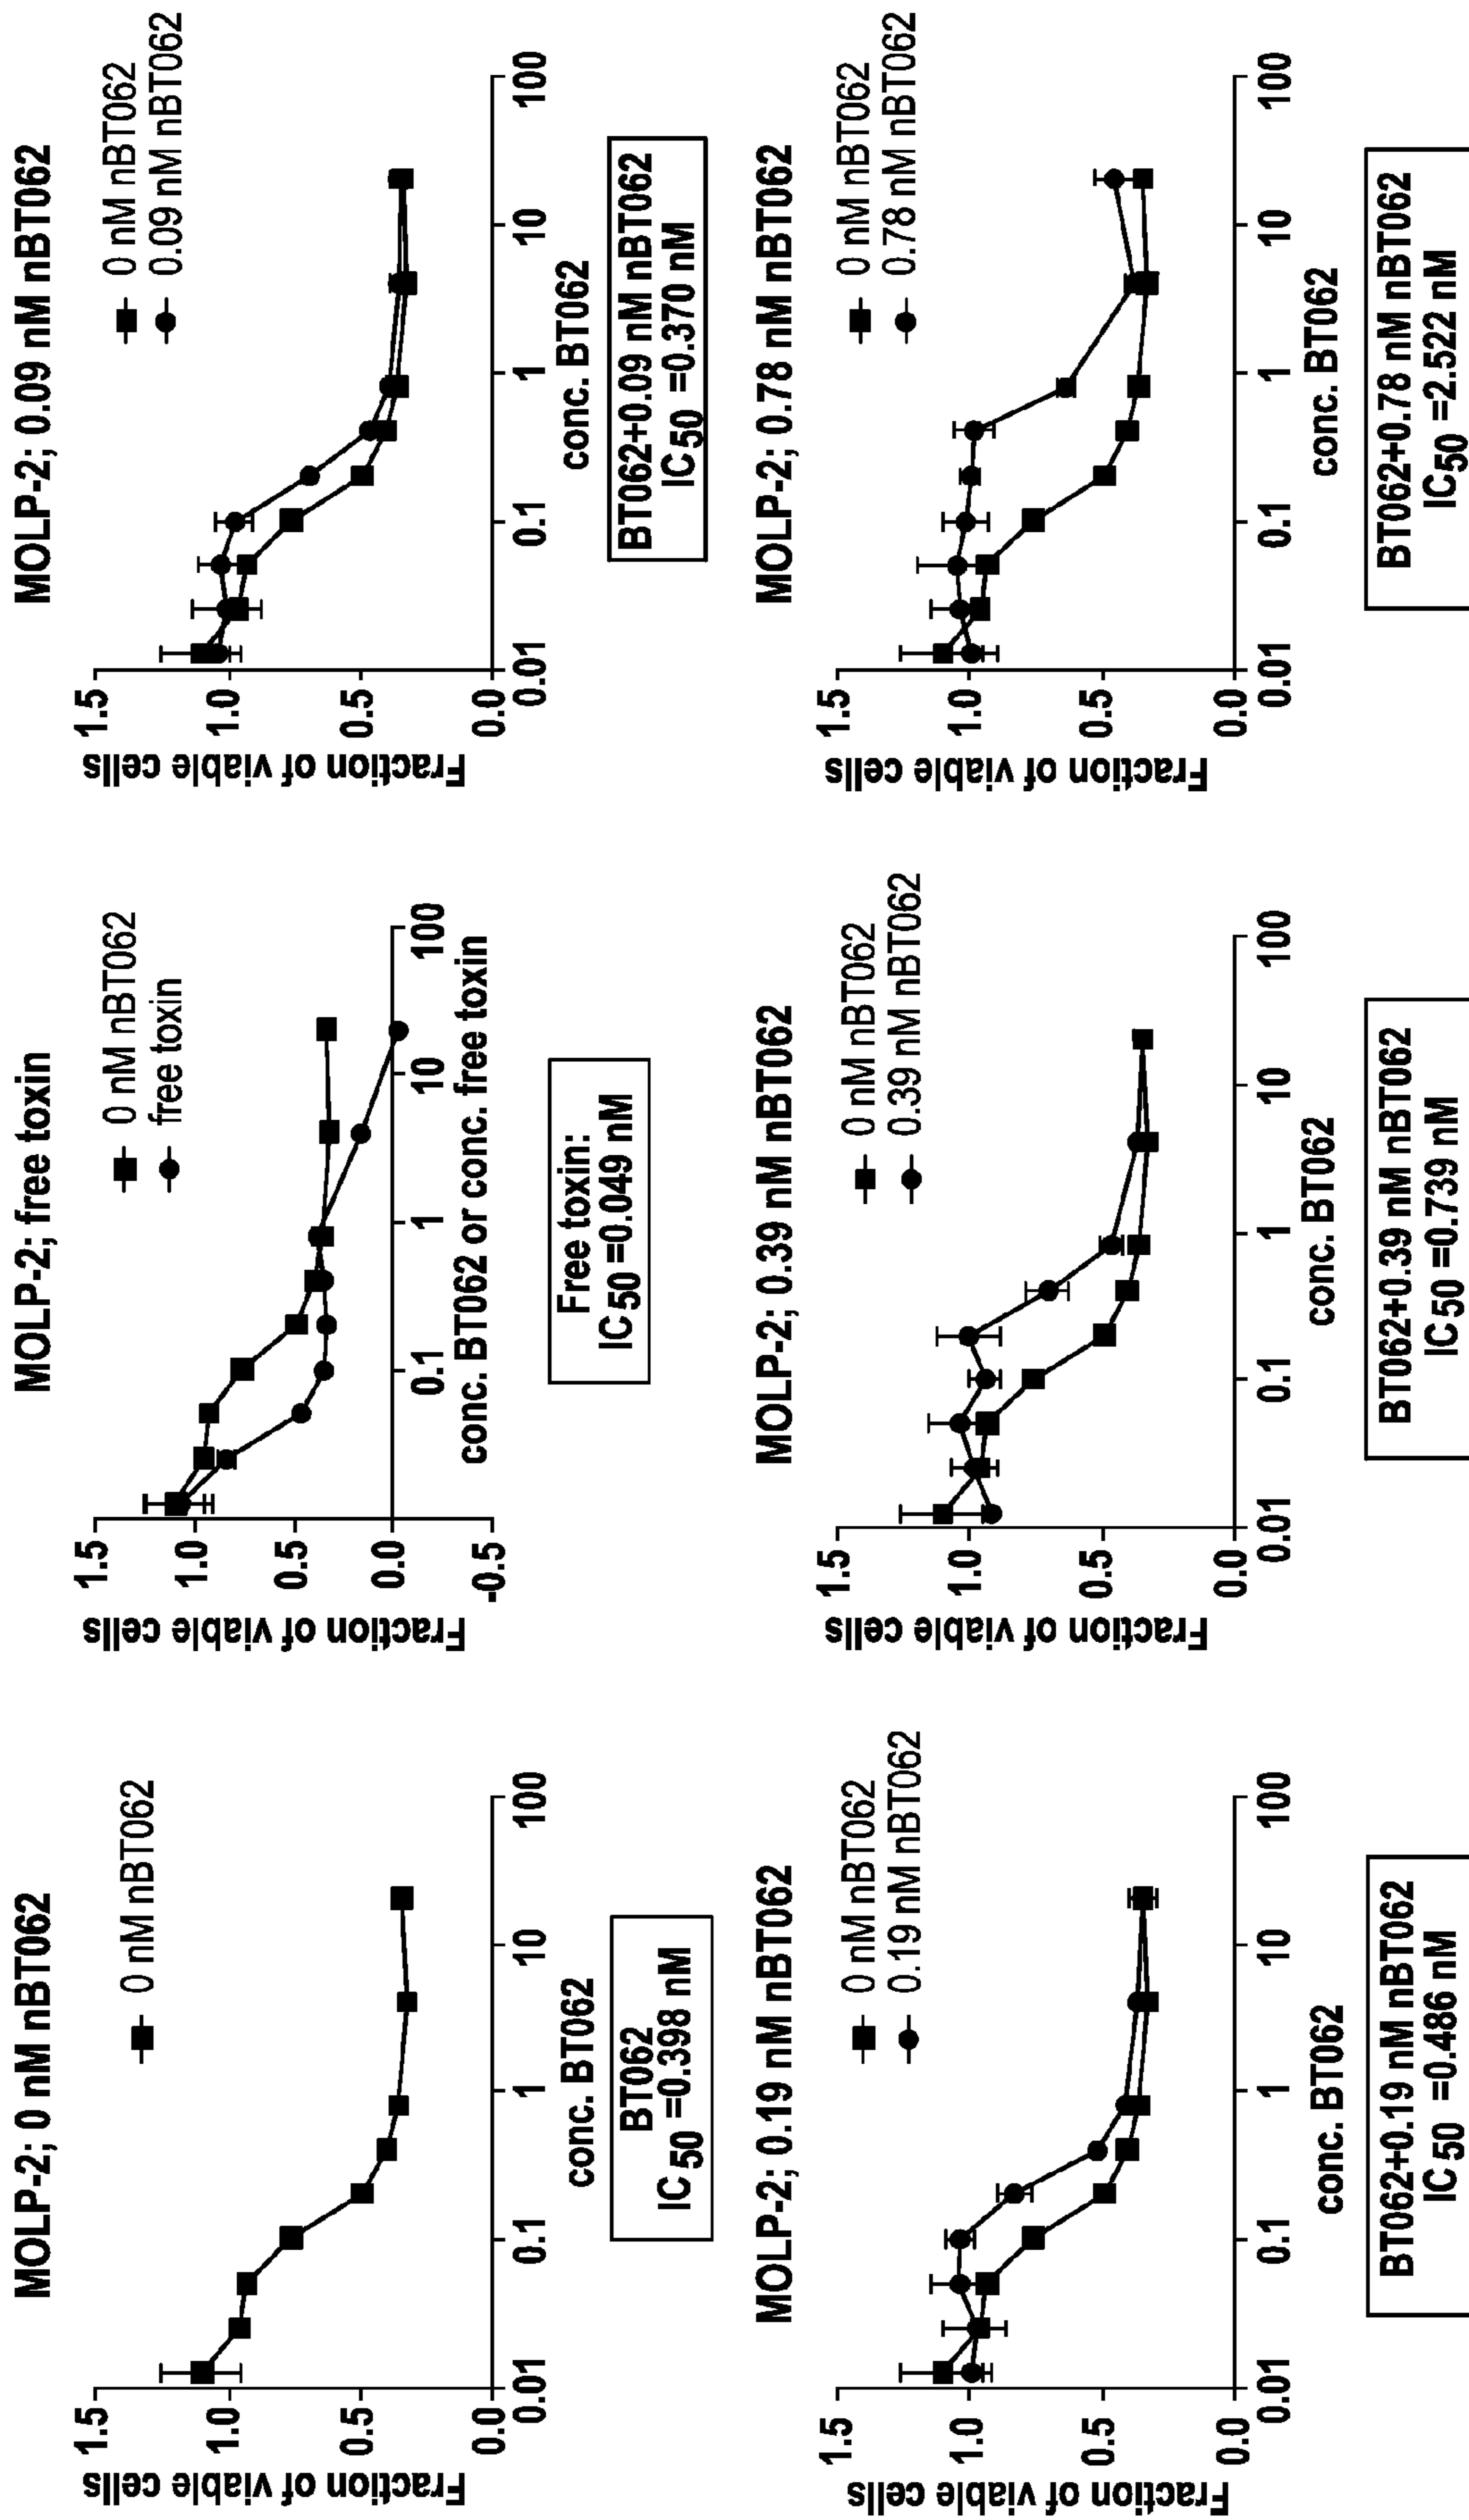 MOLP-2; 0 nM nBT062
0 nM nBT062
Fraction of viable cells
1.5
1.0
0.5
0.0
0.01
0.1
1
10
100
conc. BT062
BT062
IC50 =0.398 nM
MOLP-2; free toxin
0 nM nBT062
free toxin
Fraction of viable cells
1.5
1.0
0.5
0.0
-0.5
0.1
1
10
100
conc. BT062 or conc. free toxin
Free toxin:
IC50 =0.049 nM
MOLP-2; 0.09 nM nBT062
0 nM nBT062
0.09 nM nBT062
Fraction of viable cells
1.5
1.0
0.5
0.0
0.01
0.1
1
10
100
conc. BT062
BT062+0.09 nM nBT062
IC50 =0.370 nM
MOLP-2; 0.19 nM nBT062
0 nM nBT062
0.19 nM nBT062
Fraction of viable cells
1.5
1.0
0.5
0.0
0.01
0.1
1
10
100
conc. BT062
BT062+0.19 nM nBT062
IC50 =0.486 nM
MOLP-2; 0.39 nM nBT062
0 nM nBT062
0.39 nM nBT062
Fraction of viable cells
1.5
1.0
0.5
0.0
0.01
0.1
1
10
100
conc. BT062
BT062+0.39 nM nBT062
IC50 =0.739 nM
MOLP-2; 0.78 nM nBT062
0 nM nBT062
0.78 nM nBT062
Fraction of viable cells
1.5
1.0
0.5
0.0
0.01
0.1
1
10
100
conc. BT062
BT062+0.78 nM nBT062
IC50 =2.522 nM